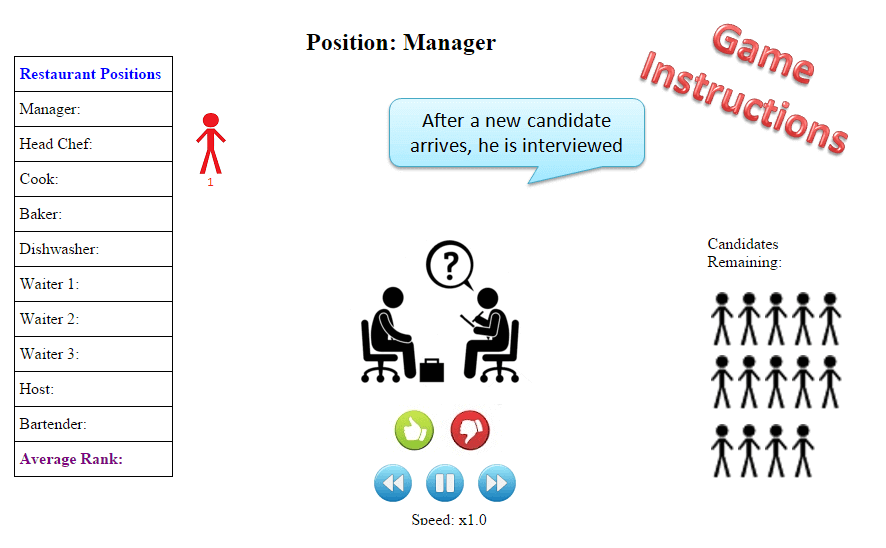 Position: Manager
Game
Instructions
Restaurant Positions
Manager:
Head Chef:
Cook:
Baker:
Dishwasher:
Waiter 1:
Waiter 2:
Waiter 3:
Host:
Bartender:
Average Rank:
1
After a new candidate
arrives, he is interviewed
?
Candidates
Remaining:
Speed: x1.0